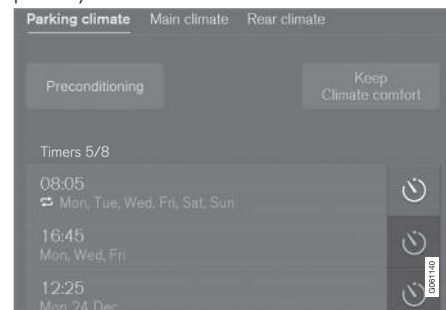 Parking climate Main climate Rear climate
Preconditioning
Keep
Climate comfort
Timers 5/8
08:05
Mon, Tue, Wed, Fri, Sat, Sun
16:45
Mon, Wed, Fri
12:25
Mon 24 Dec
G061140